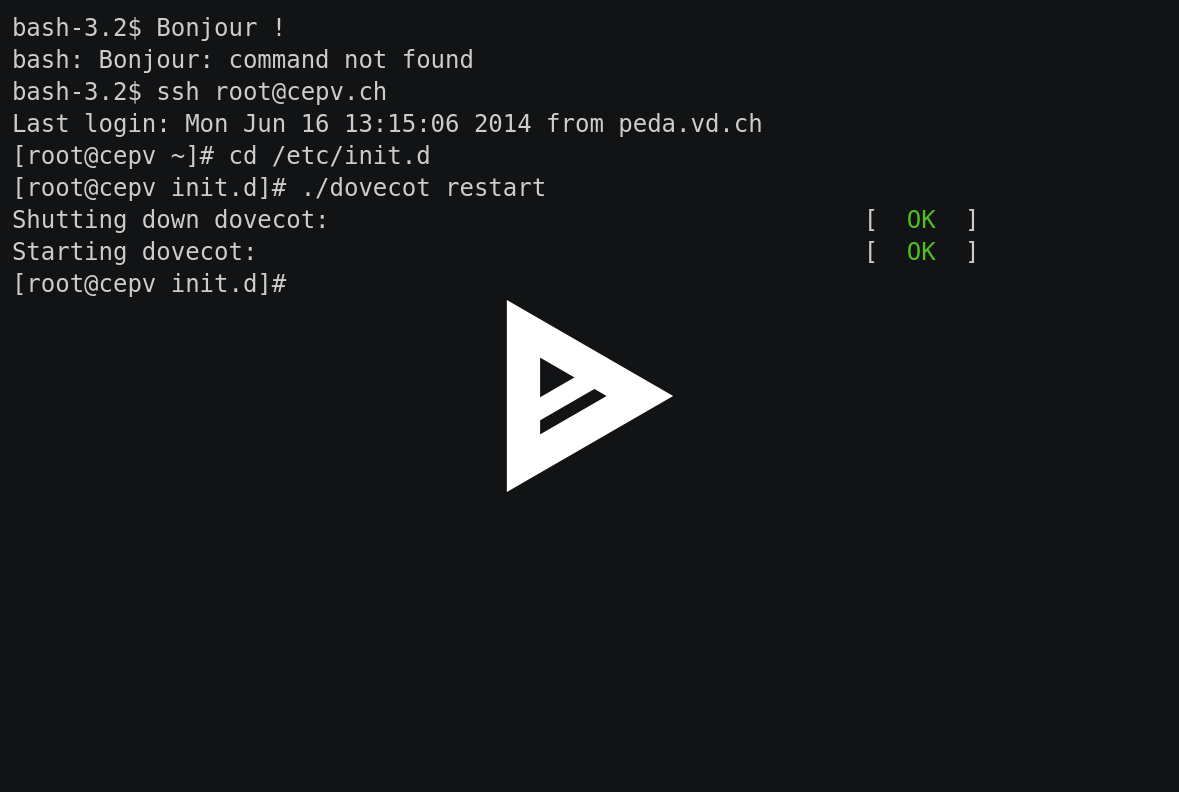 bash-3.2$ Bonjour !
bash: Bonjour: command not found
bash-3.2$ ssh root@cepv.ch
Last login: Mon Jun 16 13:15:06 2014 from peda.vd.ch
[root@cepv ~]# cd /etc/init.d
[root@cepv init.d]# ./dovecot restart
Shutting down dovecot:                                     [  OK  ]
Starting dovecot:                                          [  OK  ]
[root@cepv init.d]#